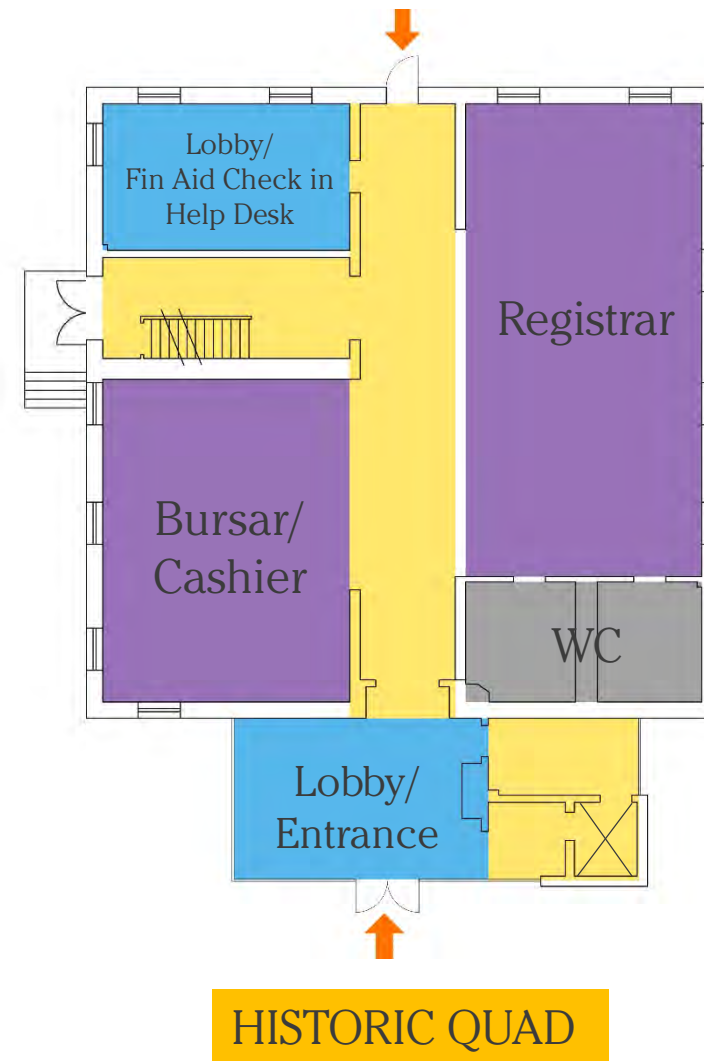 Lobby/
Fin Aid Check in
Help Desk
Registrar
Bursar/
Cashier
WC
Lobby/
Entrance
HISTORIC QUAD